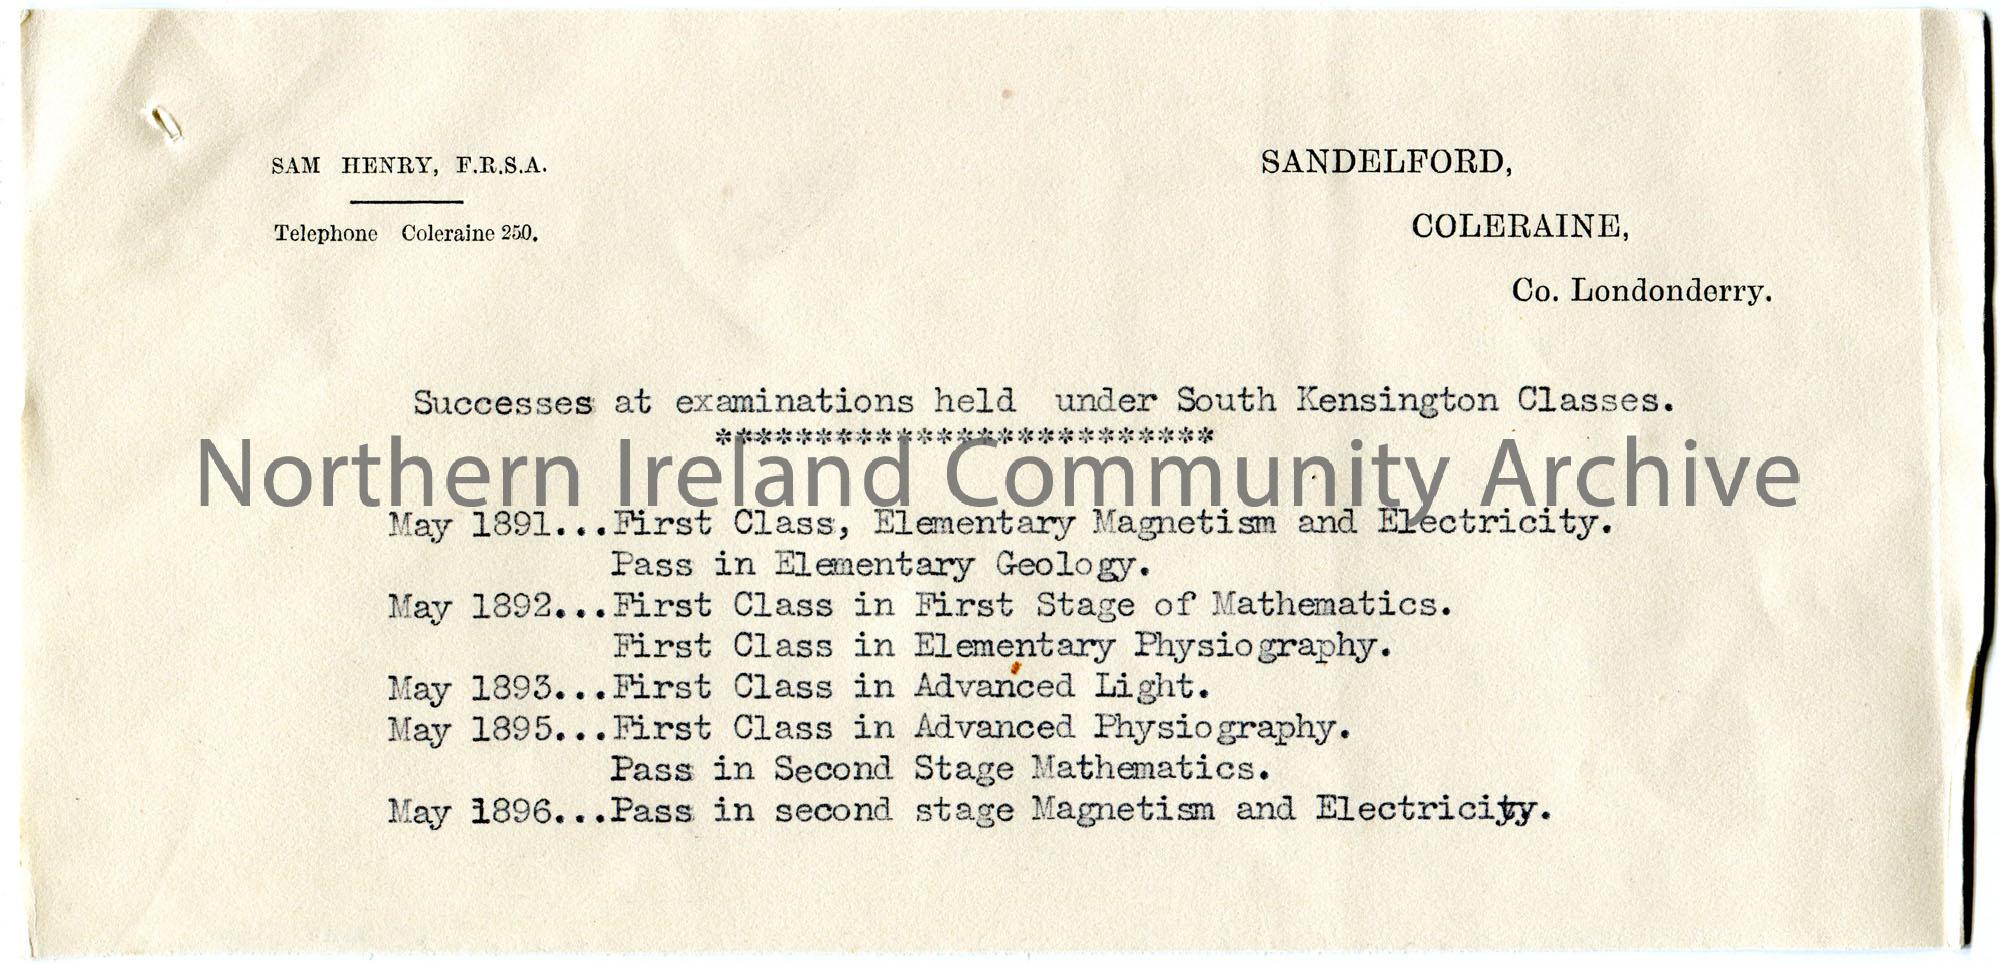 SAM HENRY, F.R.S.A.
Telephone Coleraine 250.
SANDELFORD,
COLERAINE,
Co. Londonderry.
Successes at examinations held under South Kensington Classes.
*************************
Northern Ireland Community Archive
May 1891...First Class, Elementary Magnetism and Electricity.
Pass in Elementary Geology.
May 1892...First Class in First Stage of Mathematics.
First Class in Elementary Physiography.
May 1893...First Class in Advanced Light.
May 1895...First Class in Advanced Physiography.
Pass in Second Stage Mathematics.
May 1896...Pass in second stage Magnetism and Electricity.